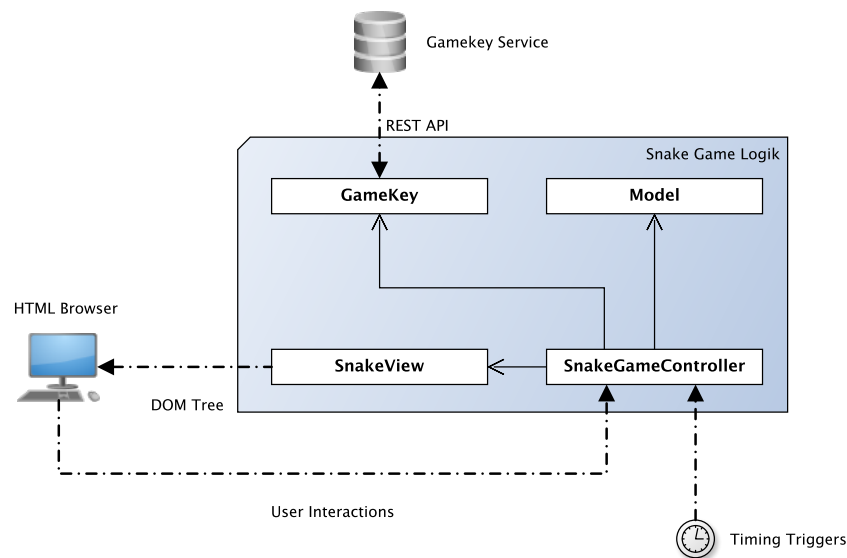 Gamekey Service
REST API
Snake Game Logik
GameKey
Model
HTML Browser
SnakeView
SnakeGameController
DOM Tree
User Interactions
Timing Triggers